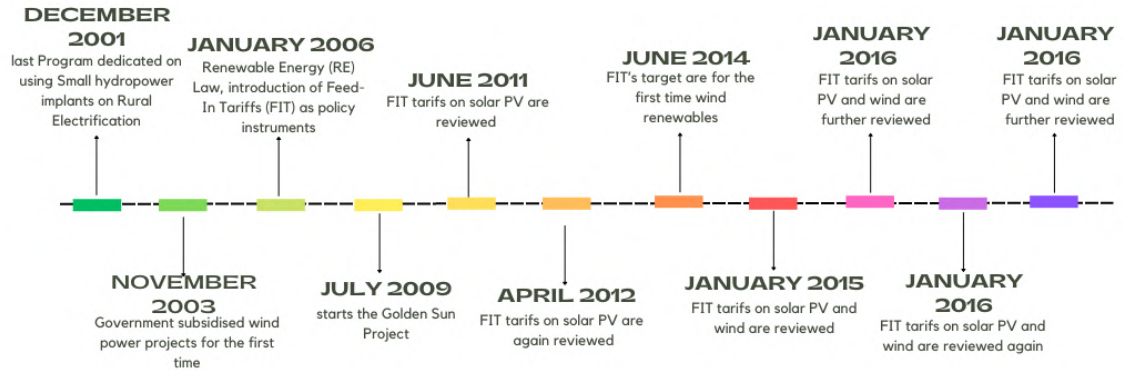 DECEMBER
2001
last Program dedicated on
using Small hydropower
implants on Rural
Electrification
NOVEMBER
2003
Government subsidised wind
power projects for the first
time
JANUARY 2006
Renewable Energy (RE)
Law, introduction of Feed-
In Tariffs (FIT) as policy
instruments
JULY 2009
starts the Golden Sun
Project
JUNE 2011
FIT tarifs on solar PV are
reviewed
APRIL 2012
FIT tarifs on solar PV are
again reviewed
JUNE 2014
FIT's target are for the
first time wind
renewables
JANUARY 2015
FIT tarifs on solar PV and
wind are reviewed
JANUARY
2016
FIT tarifs on solar
PV and wind are
further reviewed
JANUARY
2016
FIT tarifs on solar PV and
wind are reviewed again
JANUARY
2016
FIT tarifs on solar
PV and wind are
further reviewed